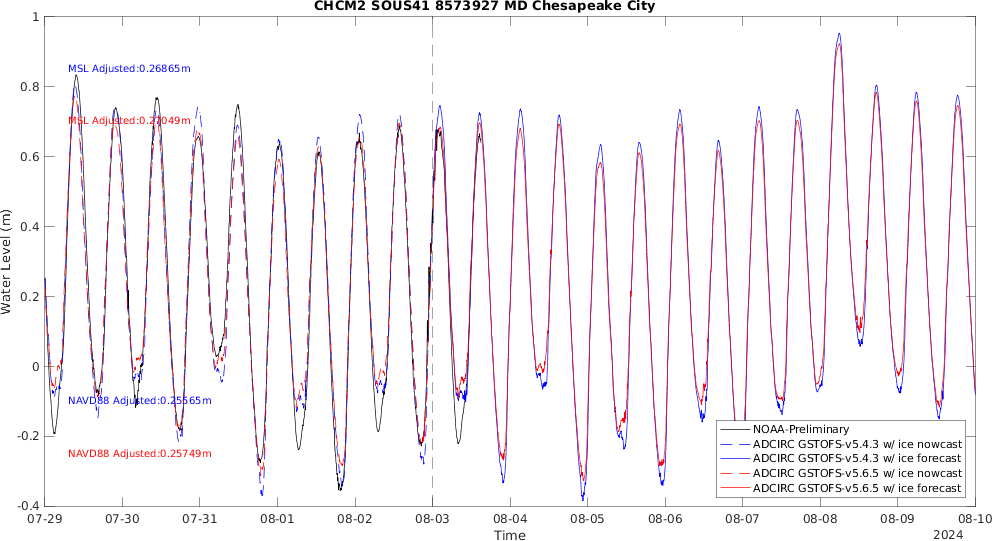 CHCM2 SOUS41 8573927 MD Chesapeake City
1
0.8
0.6
0.4
0.2
0
-0.2
-0.4
Water Level (m)
MSL Adjusted:0.26865m
MSL Adjusted:0.27049m
NAVD88 Adjusted:0.25565m
NAVD88 Adjusted:0.25749m
NOAA-Preliminary
ADCIRC GSTOFS-v5.4.3 w/ ice nowcast
ADCIRC GSTOFS-v5.4.3 w/ ice forecast
ADCIRC GSTOFS-v5.6.5 w/ ice nowcast
ADCIRC GSTOFS-v5.6.5 w/ ice forecast
07-29 07-30 07-31 08-01 08-02 08-03 08-04 08-05 08-06 08-07 08-08 08-09 08-10
Time
2024